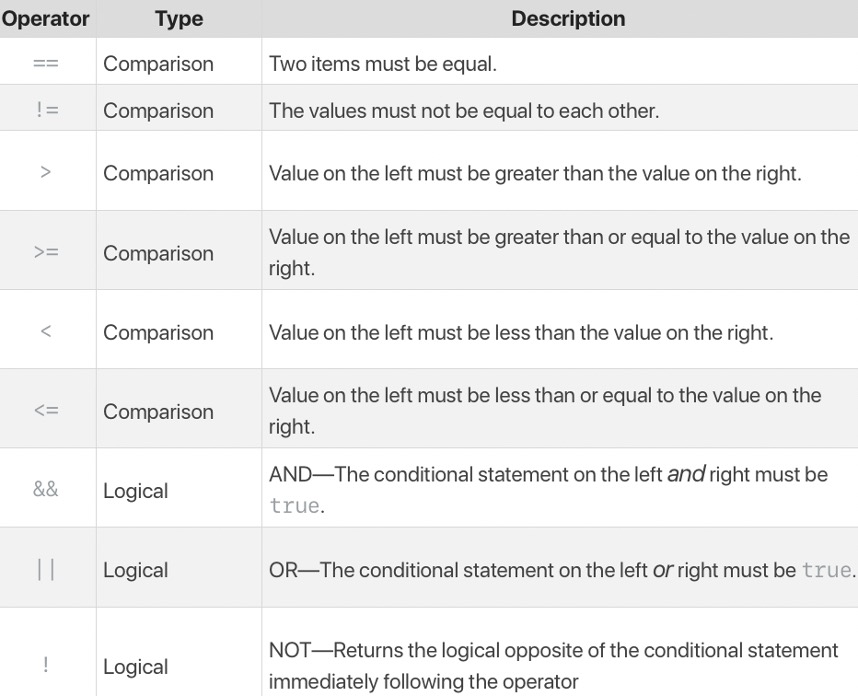 Operator Type Description
== Comparison Two items must be equal.
!= Comparison The values must not be equal to each other.
> Comparison Value on the left must be greater than the value on the right.
>= Comparison Value on the left must be greater than or equal to the value on the
right.
< Comparison Value on the left must be less than the value on the right.
<= Comparison Value on the left must be less than or equal to the value on the
right.
&& Logical AND—The conditional statement on the left and right must be
true.
|| Logical OR—The conditional statement on the left or right must be true.
! Logical NOT—Returns the logical opposite of the conditional statement
immediately following the operator